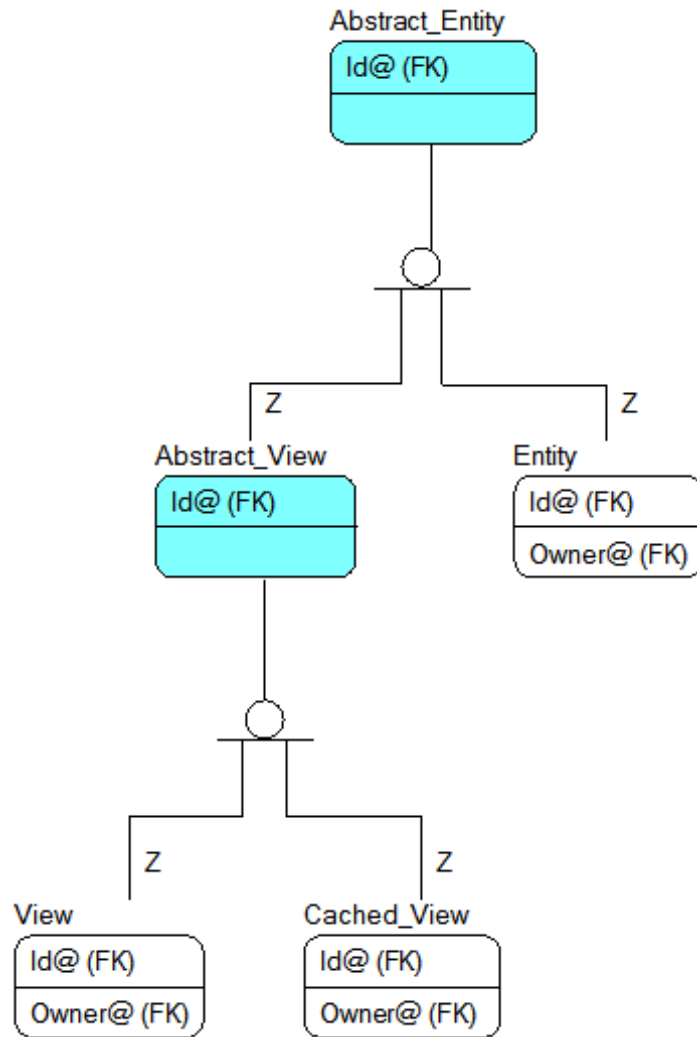 Abstract_Entity
Id@ (FK)
Z
Z
Abstract_View
Id@ (FK)
Entity
Id@ (FK)
Owner@ (FK)
Z
Z
View
Id@ (FK)
Owner@ (FK)
Cached_View
Id@ (FK)
Owner@ (FK)